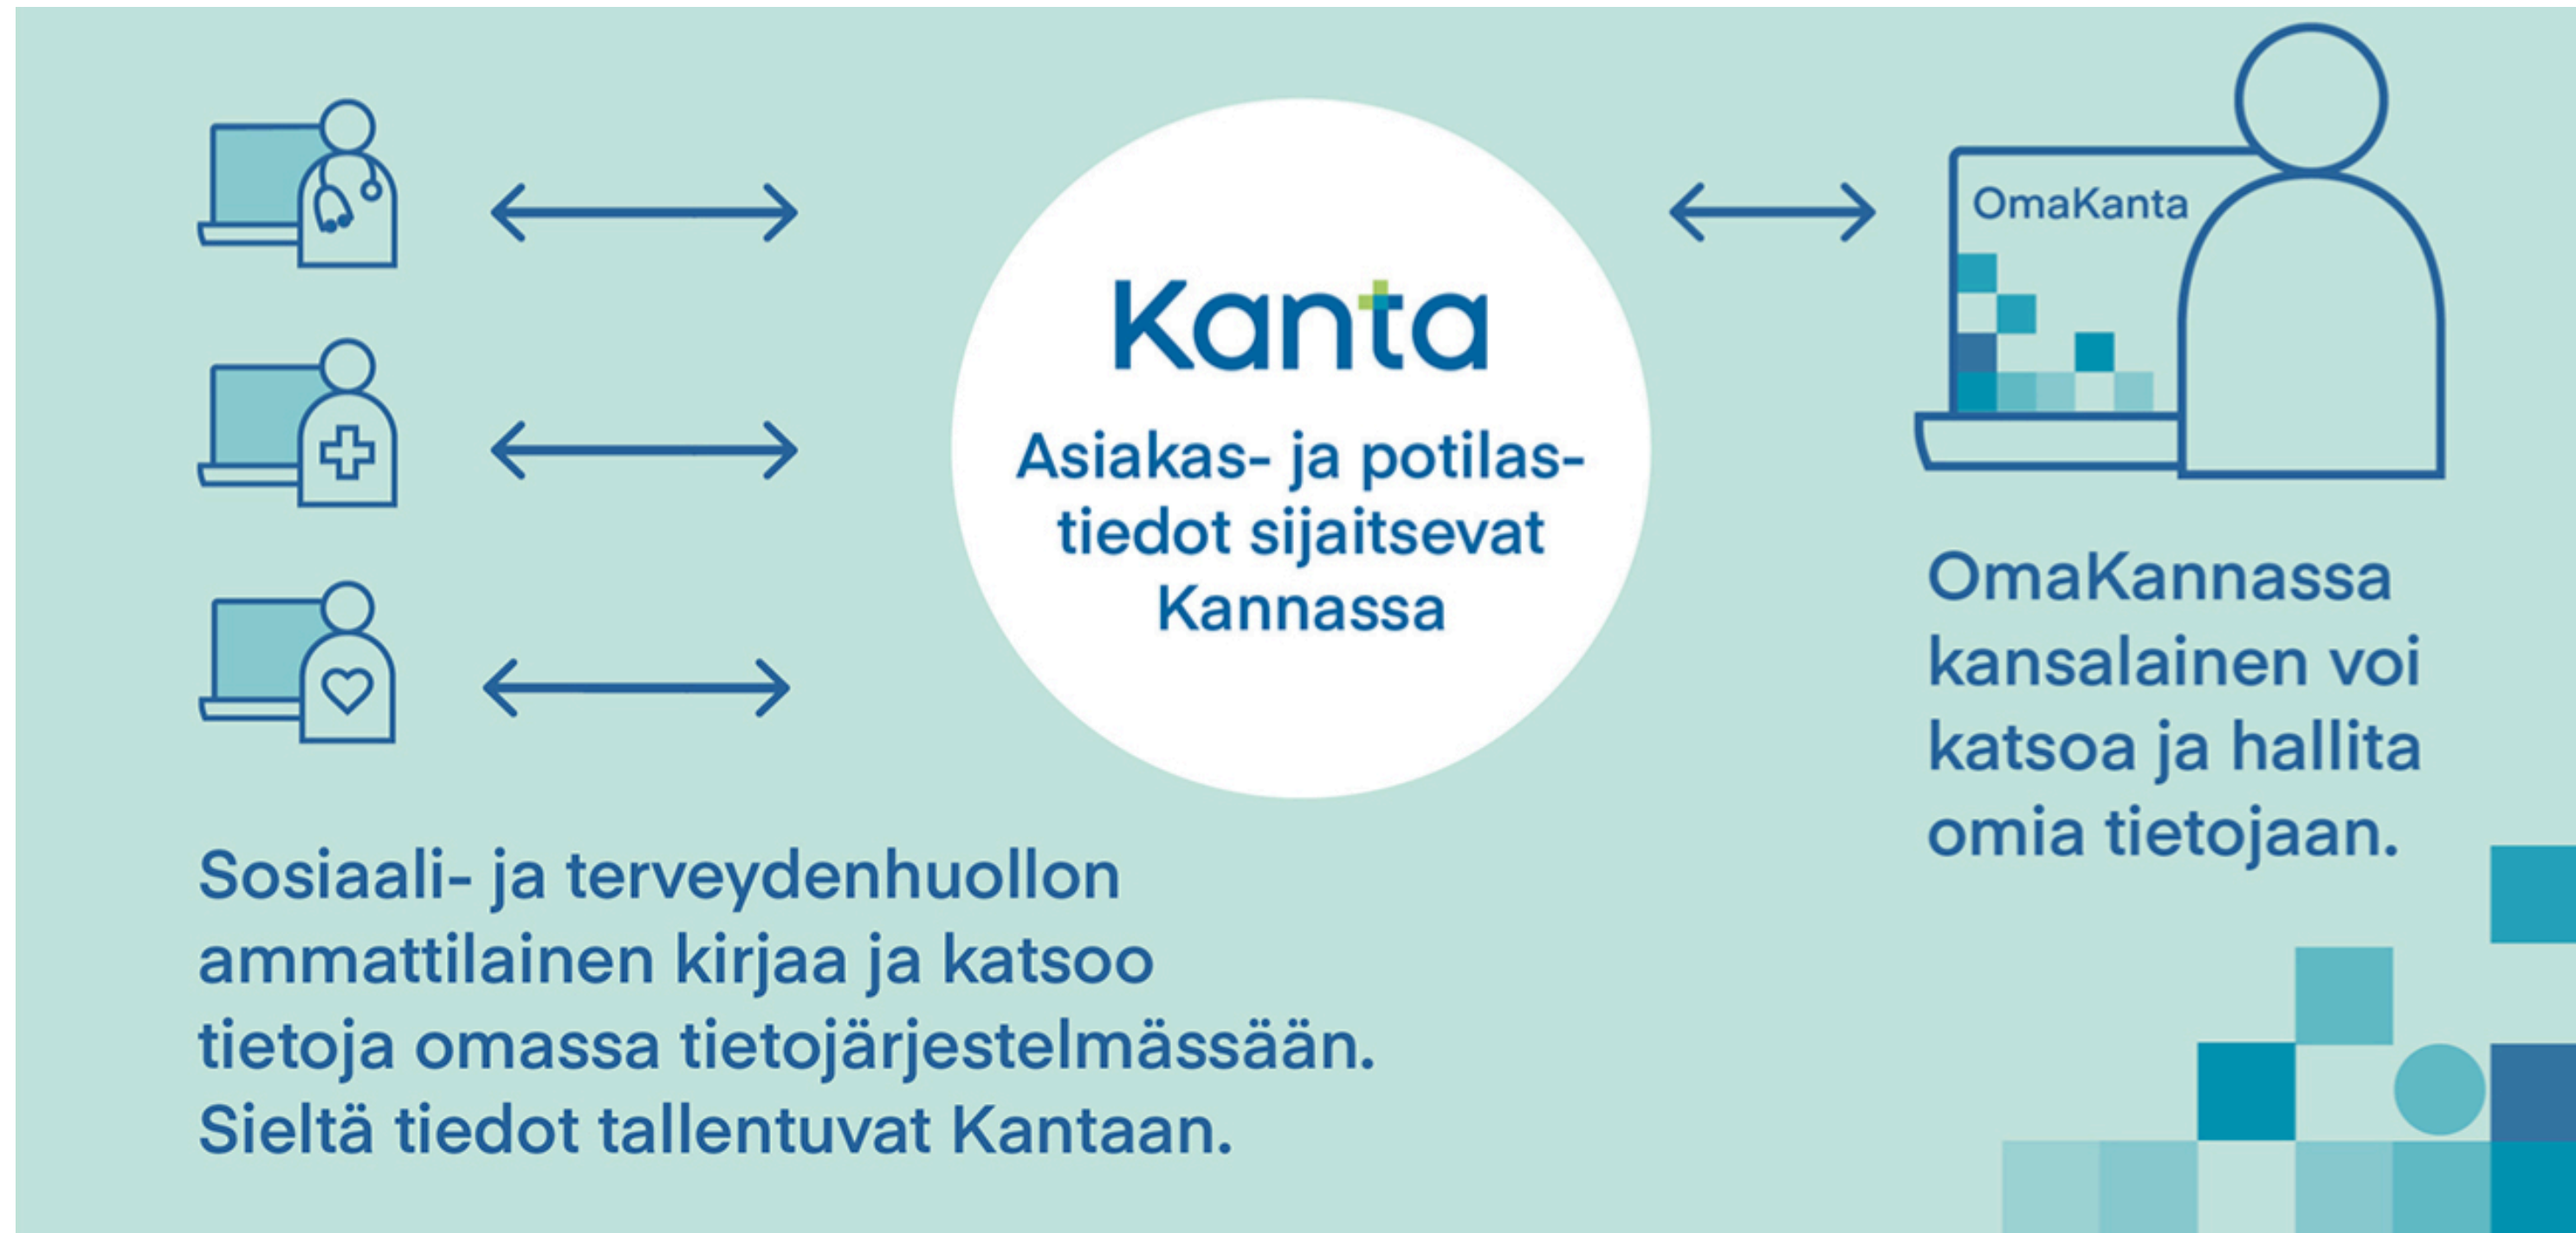 Kanta
Asiakas- ja potilas-
tiedot sijaitsevat
Kannassa
OmaKanta
OmaKannassa
kansalainen voi
katsoa ja hallita
omia tietojaan.
Sosiaali- ja terveydenhuollon
ammattilainen kirjaa ja katsoo
tietoja omassa tietojärjestelmässään.
Sieltä tiedot tallentuvat Kantaan.